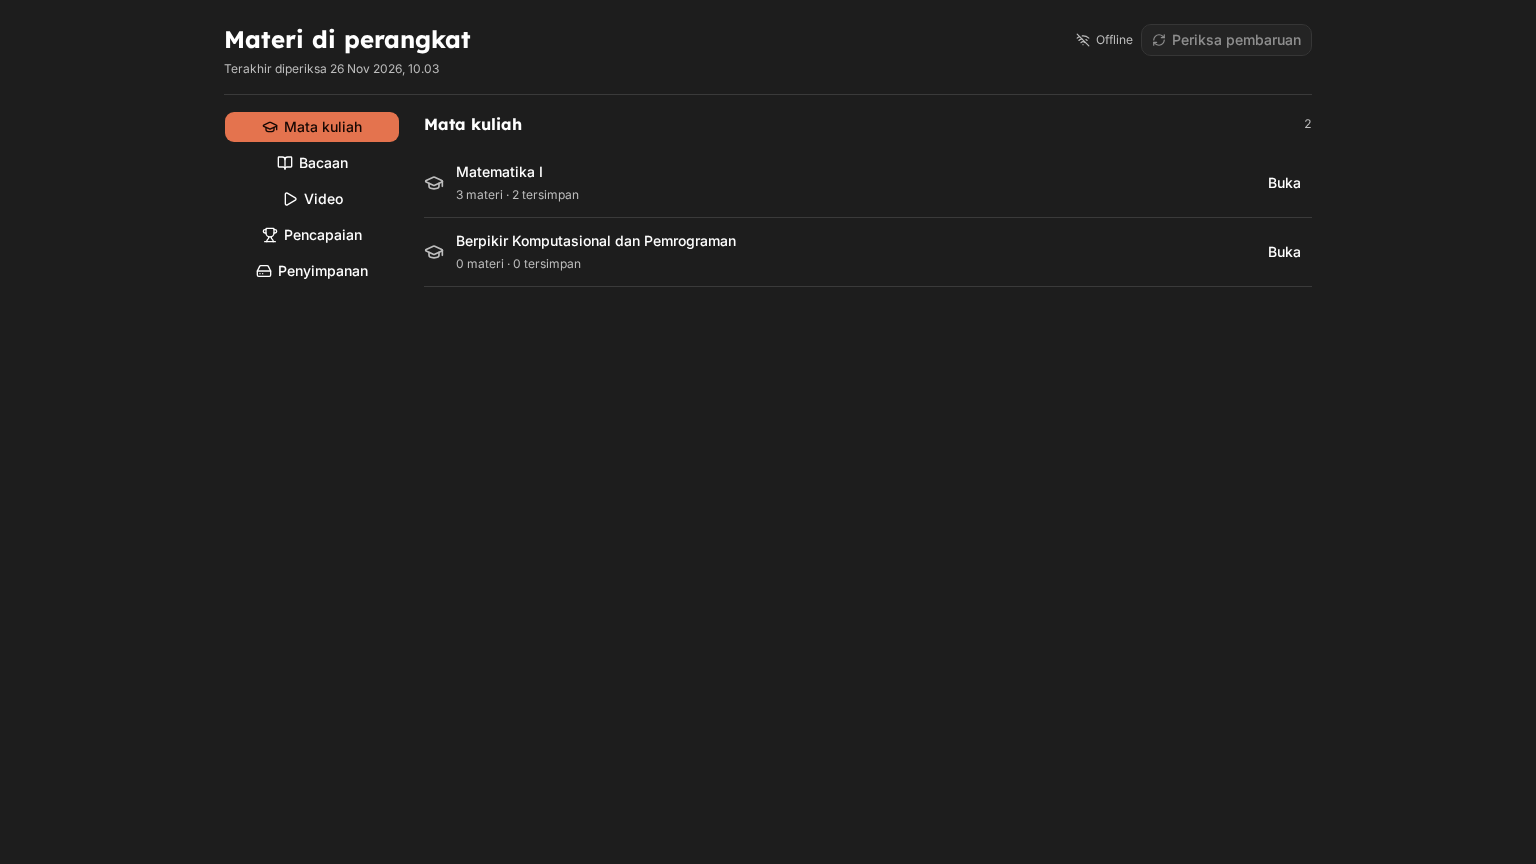 Materi di perangkat
Offline
Periksa pembaruan
Terakhir diperiksa 26 Nov 2026, 10.03
Mata kuliah
Bacaan
Video
Pencapaian
Penyimpanan
Mata kuliah
2
Matematika I
3 materi · 2 tersimpan
Buka
Berpikir Komputasional dan Pemrograman
0 materi · 0 tersimpan
Buka